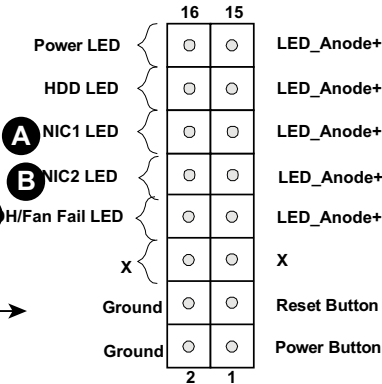 16 15
Power LED LED_Anode+
HDD LED LED_Anode+
A NIC1 LED LED_Anode+
B NIC2 LED LED_Anode+
H/Fan Fail LED LED_Anode+
X X
Ground Reset Button
Ground Power Button
2 1